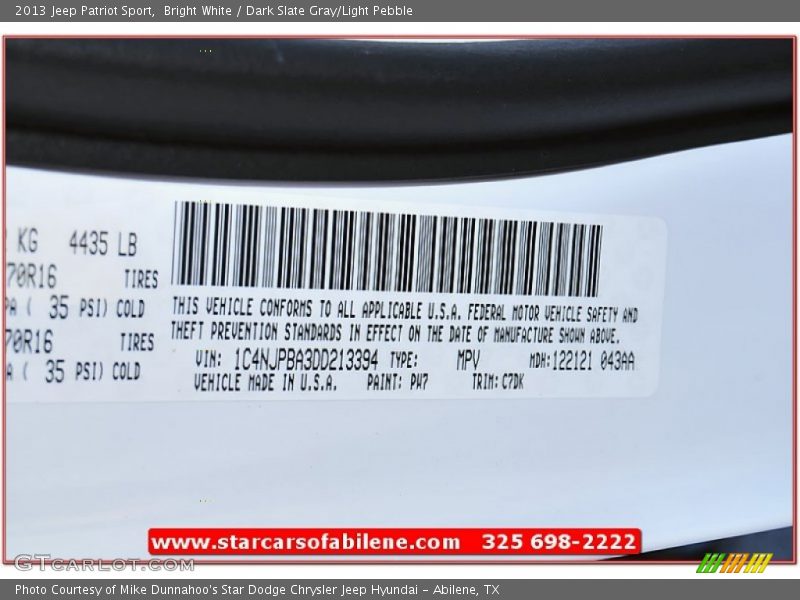 2013 Jeep Patriot Sport,  Bright White / Dark Slate Gray/Light Pebble
KG 4435 LB
70R16 TIRES
( 35 PSI) COLD
70R16 TIRES
( 35 PSI) COLD
THIS VEHICLE CONFORMS TO ALL APPLICABLE U.S.A. FEDERAL MOTOR VEHICLE SAFETY AND
THEFT PREVENTION STANDARDS IN EFFECT ON THE DATE OF MANUFACTURE SHOWN ABOVE.
VIN: 1C4NJPBA3DD213394 TYPE: MPV MDH:122121 043AA
VEHICLE MADE IN U.S.A. PAINT: PW7 TRIM:C7DK
www.starcarsofabilene.com 325 698-2222
GTCARLOT.COM
Photo Courtesy of Mike Dunnahoo's Star Dodge Chrysler Jeep Hyundai - Abilene, TX